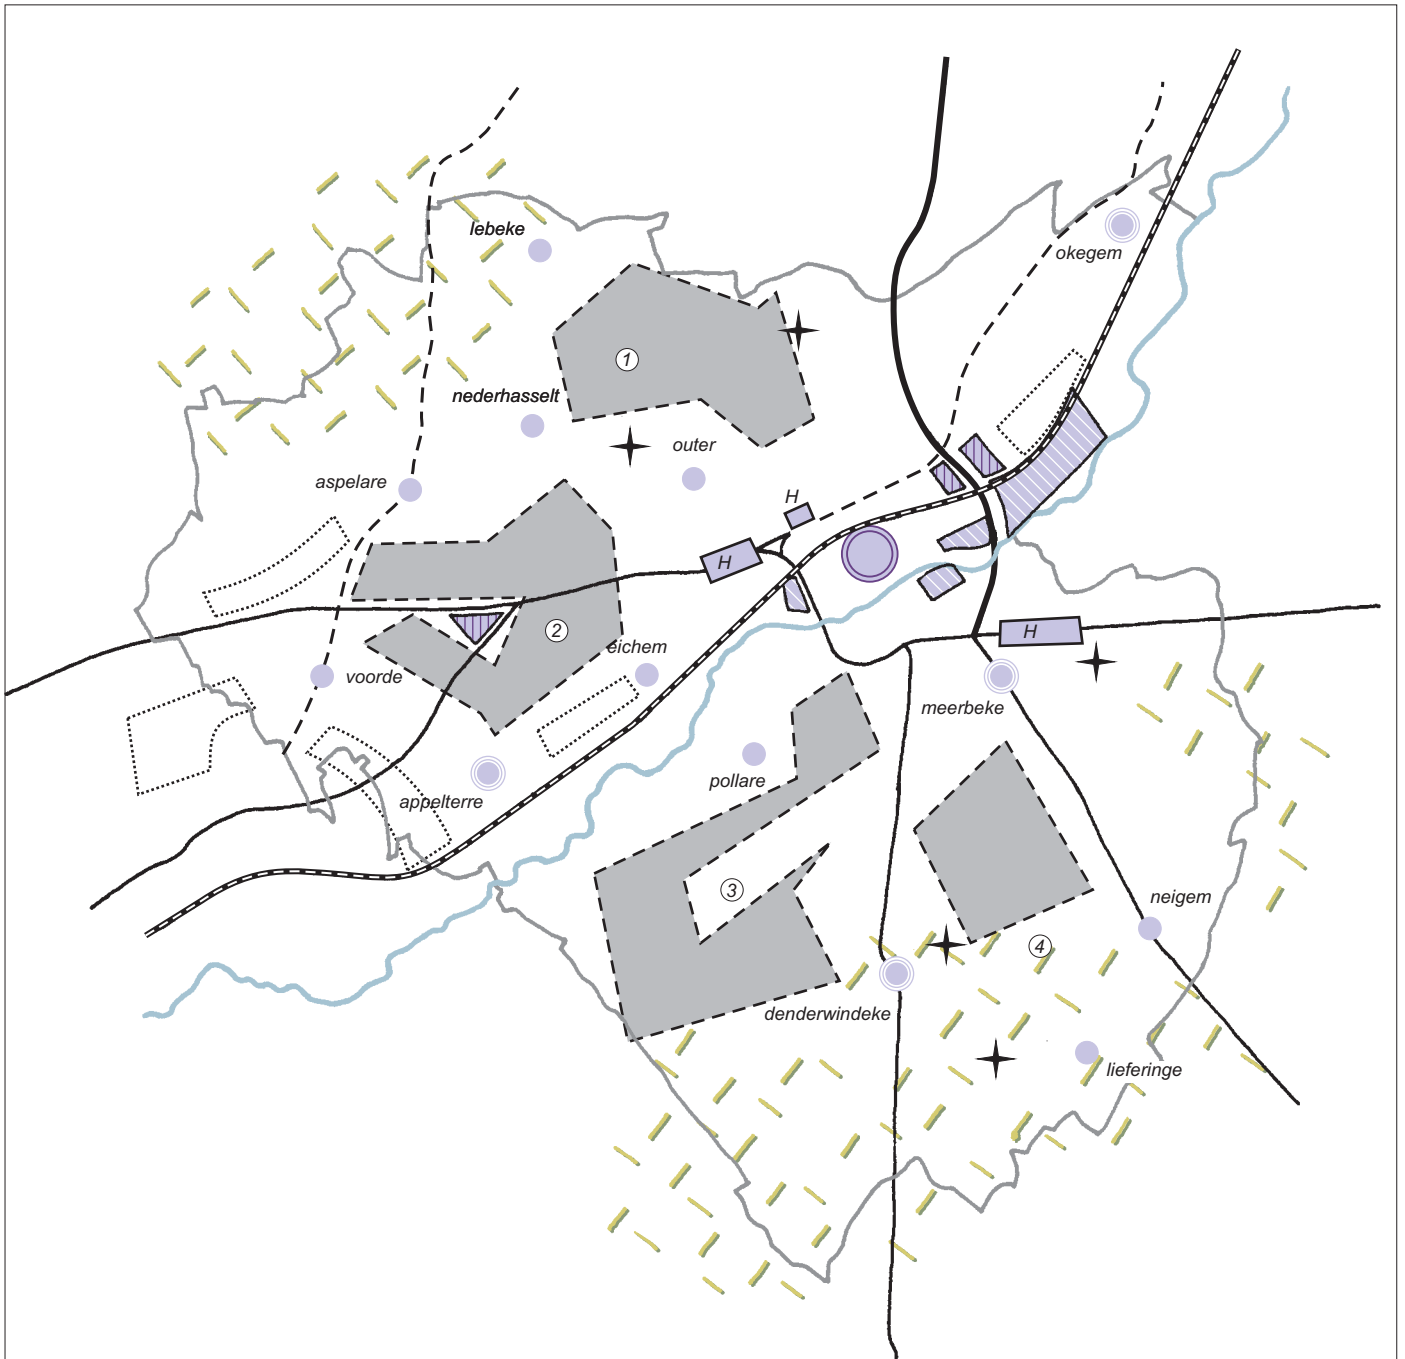 lebeke
okegem
1
nederhasselt
outer
aspelare
H
H
2
H
eichem
voorde
meerbeke
pollare
appelterre
3
neigem
4
denderwindeke
lieferinge